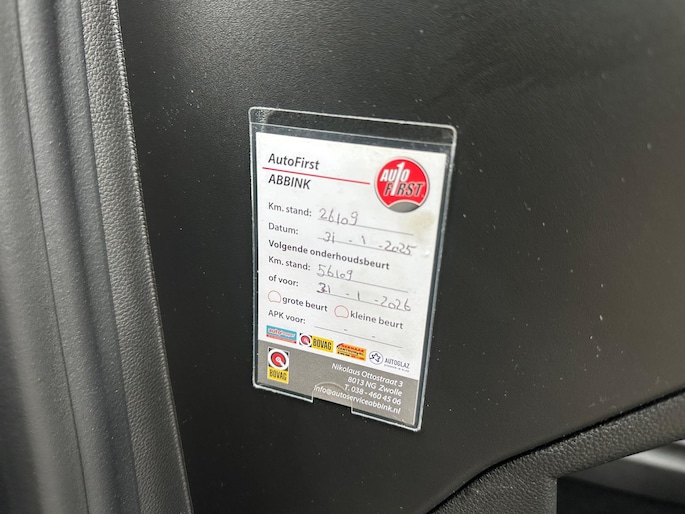 AutoFirst
ABBINK
AUTO
FIRST
Km. stand: 26109
Datum: 31 - 1 - 2025
Volgende onderhoudsbeurt
Km. stand: 56109
of voor: 31 - 1 - 2026
grote beurt kleine beurt
APK voor: - -
BOVAG
AUTOGLAZ
BOVAG
Nikolaus Ottostraat 3
8013 NG Zwolle
T. 038 - 460 45 06
info@autoserviceabbink.nl